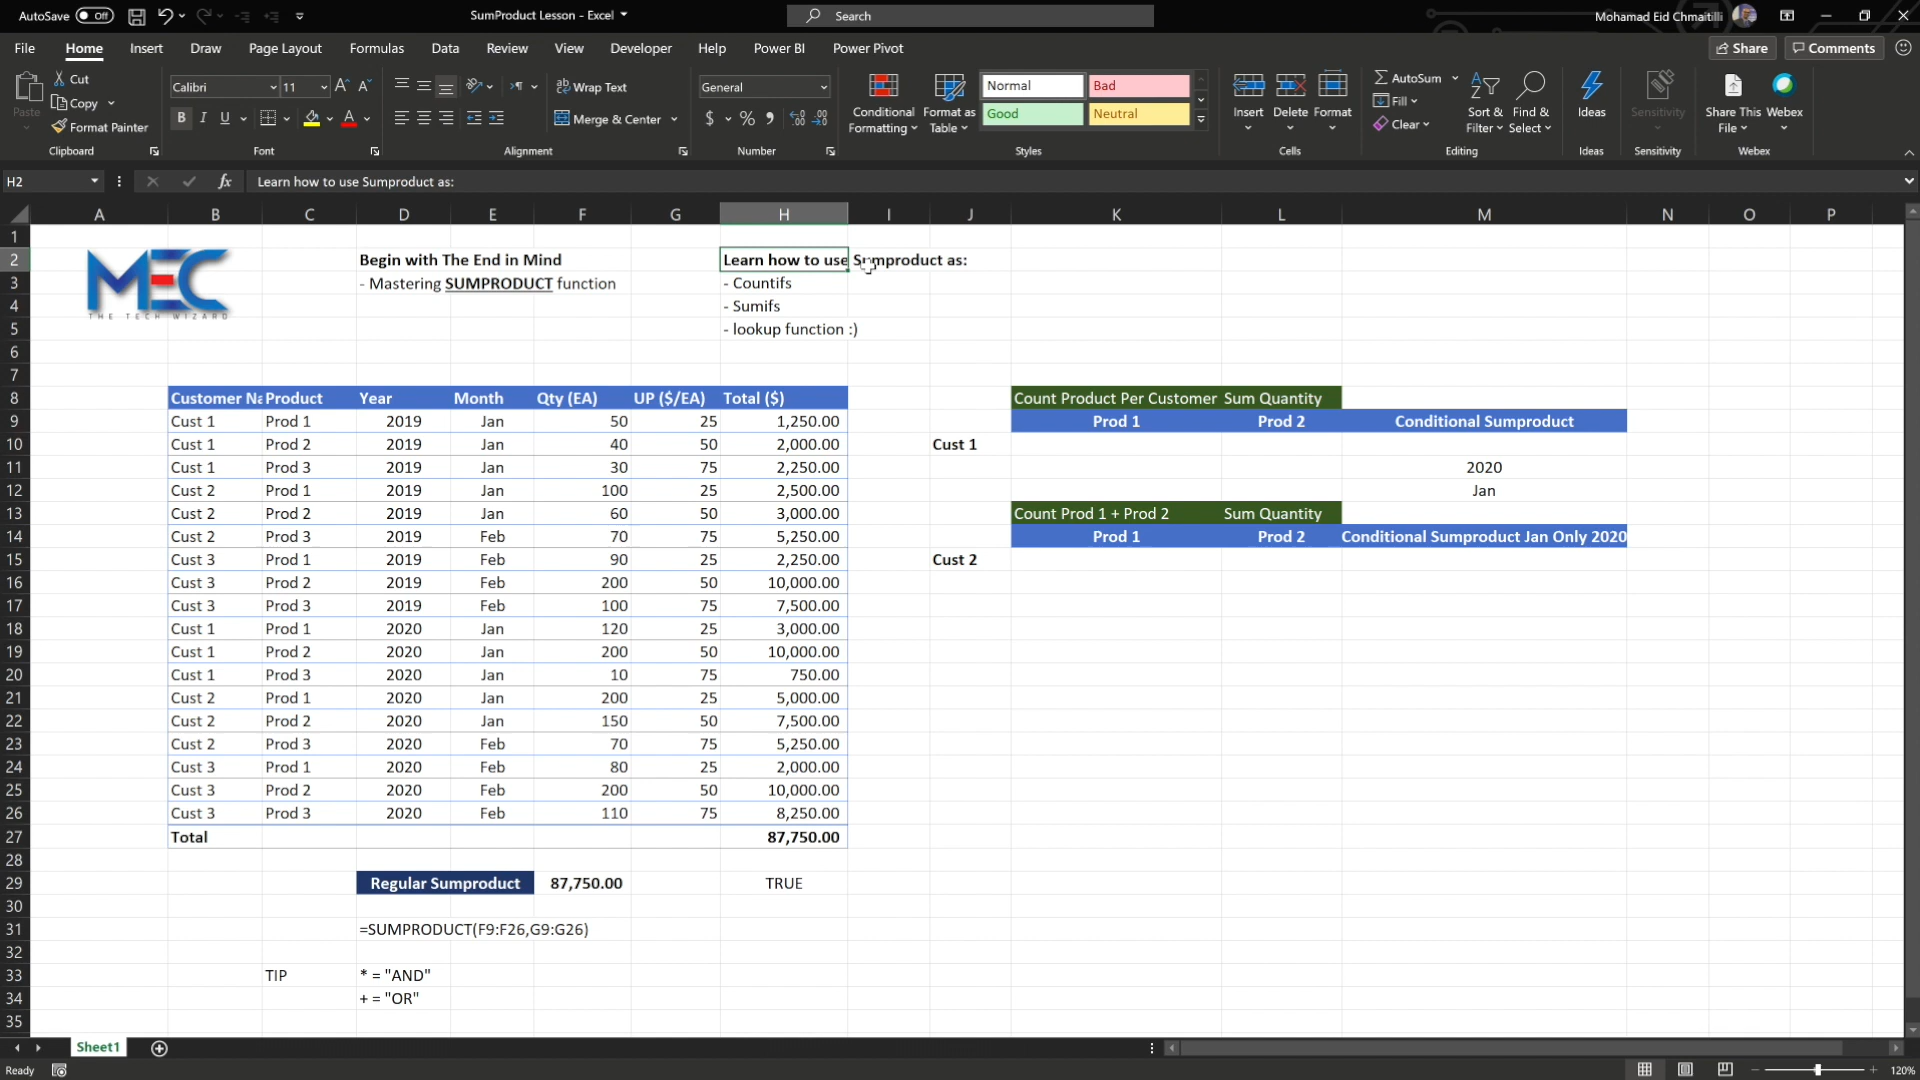 AutoSave Off SumProduct Lesson - Excel Search Mohamad Eid Chmaitilli
File Home Insert Draw Page Layout Formulas Data Review View Developer Help Power BI Power Pivot Share Comments
Paste Cut Copy Format Painter Clipboard
Calibri 11 B I U A Font
Wrap Text Merge & Center Alignment
General $ % Number
Conditional Formatting Format as Table Normal Bad Good Neutral Styles
Insert Delete Format Cells
AutoSum Fill Clear Sort & Filter Find & Select Editing
Ideas Ideas Sensitivity Sensitivity Share This File Webex Webex
H2 fx Learn how to use Sumproduct as:
A B C D E F G H I J K L M N O P
1
2 Begin with The End in Mind Learn how to use Sumproduct as:
3 - Mastering SUMPRODUCT function - Countifs
4 - Sumifs
MEC
THE TECH WIZARD
5 - lookup function :)
6
7
8 Customer Na Product Year Month Qty (EA) UP ($/EA) Total ($) Count Product Per Customer Sum Quantity
9 Cust 1 Prod 1 2019 Jan 50 25 1,250.00 Prod 1 Prod 2 Conditional Sumproduct
10 Cust 1 Prod 2 2019 Jan 40 50 2,000.00 Cust 1
11 Cust 1 Prod 3 2019 Jan 30 75 2,250.00 2020
12 Cust 2 Prod 1 2019 Jan 100 25 2,500.00 Jan
13 Cust 2 Prod 2 2019 Jan 60 50 3,000.00 Count Prod 1 + Prod 2 Sum Quantity
14 Cust 2 Prod 3 2019 Feb 70 75 5,250.00 Prod 1 Prod 2 Conditional Sumproduct Jan Only 2020
15 Cust 3 Prod 1 2019 Feb 90 25 2,250.00 Cust 2
16 Cust 3 Prod 2 2019 Feb 200 50 10,000.00
17 Cust 3 Prod 3 2019 Feb 100 75 7,500.00
18 Cust 1 Prod 1 2020 Jan 120 25 3,000.00
19 Cust 1 Prod 2 2020 Jan 200 50 10,000.00
20 Cust 1 Prod 3 2020 Jan 10 75 750.00
21 Cust 2 Prod 1 2020 Jan 200 25 5,000.00
22 Cust 2 Prod 2 2020 Jan 150 50 7,500.00
23 Cust 2 Prod 3 2020 Feb 70 75 5,250.00
24 Cust 3 Prod 1 2020 Feb 80 25 2,000.00
25 Cust 3 Prod 2 2020 Feb 200 50 10,000.00
26 Cust 3 Prod 3 2020 Feb 110 75 8,250.00
27 Total 87,750.00
28
29 Regular Sumproduct 87,750.00 TRUE
30
31 =SUMPRODUCT(F9:F26,G9:G26)
32
33 TIP * = "AND"
34 + = "OR"
35
Sheet1
Ready 120%